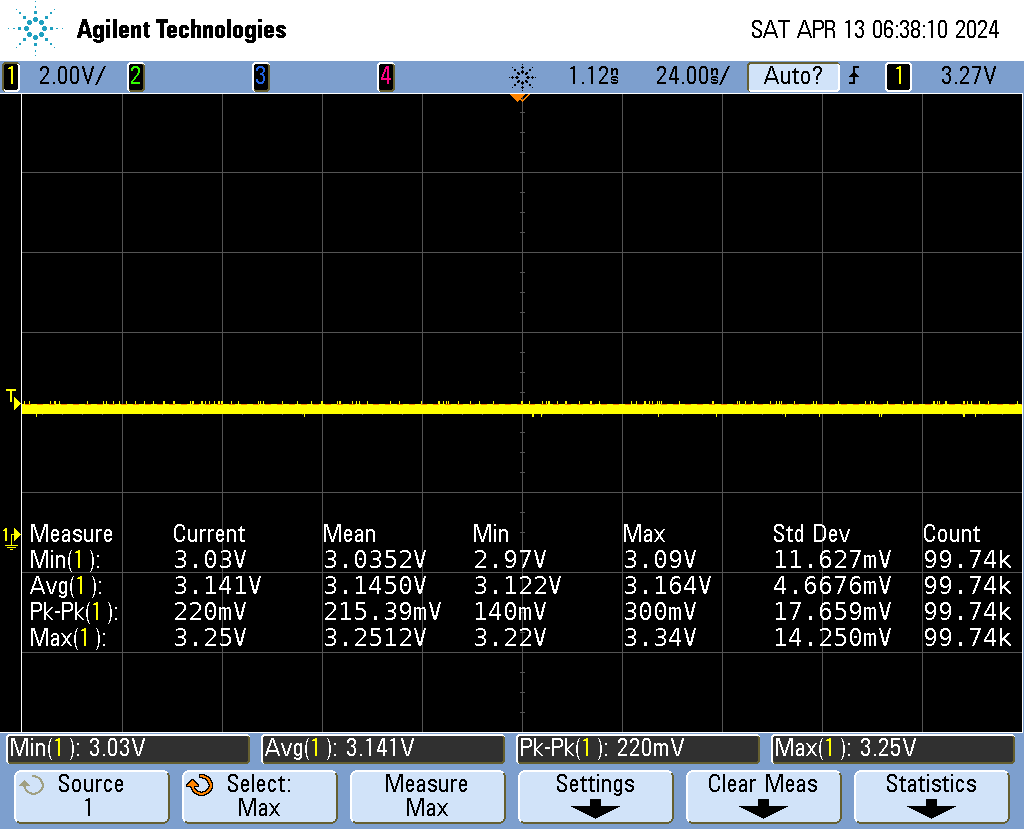 Agilent Technologies
SAT APR 13 06:38:10 2024
1 2.00V/ 2 3 4 1.12s 24.00s/ Auto? 1 3.27V
T
1
Measure Current Mean Min Max Std Dev Count
Min(1): 3.03V 3.0352V 2.97V 3.09V 11.627mV 99.74k
Avg(1): 3.141V 3.1450V 3.122V 3.164V 4.6676mV 99.74k
Pk-Pk(1): 220mV 215.39mV 140mV 300mV 17.659mV 99.74k
Max(1): 3.25V 3.2512V 3.22V 3.34V 14.250mV 99.74k
Min(1): 3.03V Avg(1): 3.141V Pk-Pk(1): 220mV Max(1): 3.25V
Source Select: Measure Settings Clear Meas Statistics
1 Max Max